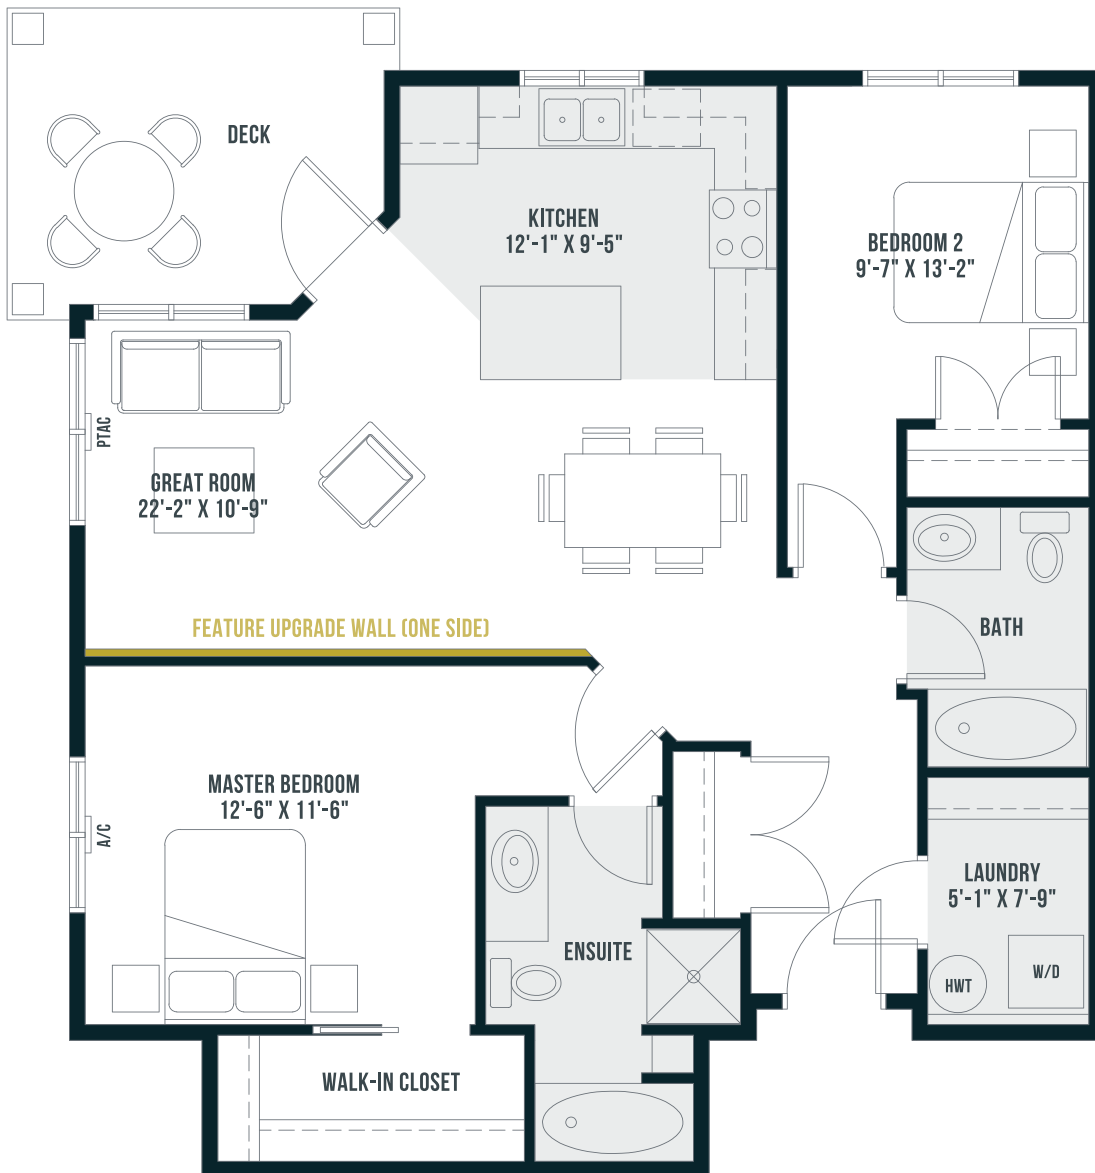 DECK
KITCHEN
12'-1" X 9'-5"
BEDROOM 2
9'-7" X 13'-2"
PTAC
GREAT ROOM
22'-2" X 10'-9"
FEATURE UPGRADE WALL (ONE SIDE)
BATH
MASTER BEDROOM
12'-6" X 11'-6"
A/C
LAUNDRY
5'-1" X 7'-9"
ENSUITE
HWT
W/D
WALK-IN CLOSET